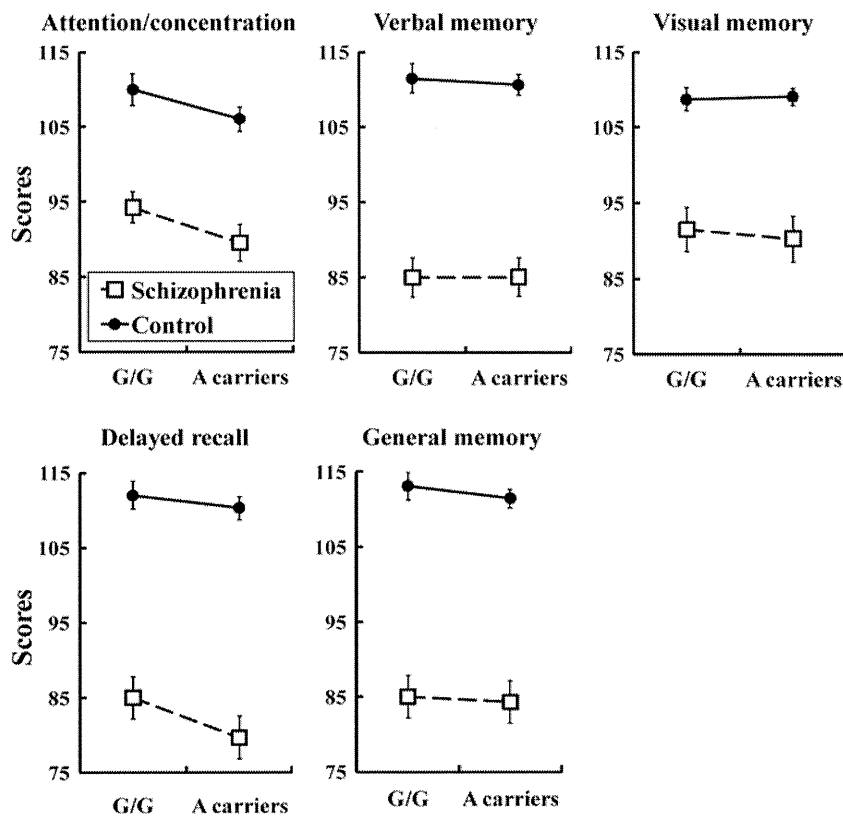 Attention/concentration
Verbal memory
Visual memory
115
105
95
85
75
Scores
Schizophrenia
Control
G/G
A carriers
115
105
95
85
75
G/G
A carriers
115
105
95
85
75
G/G
A carriers
Delayed recall
General memory
115
105
95
85
75
Scores
G/G
A carriers
115
105
95
85
75
G/G
A carriers